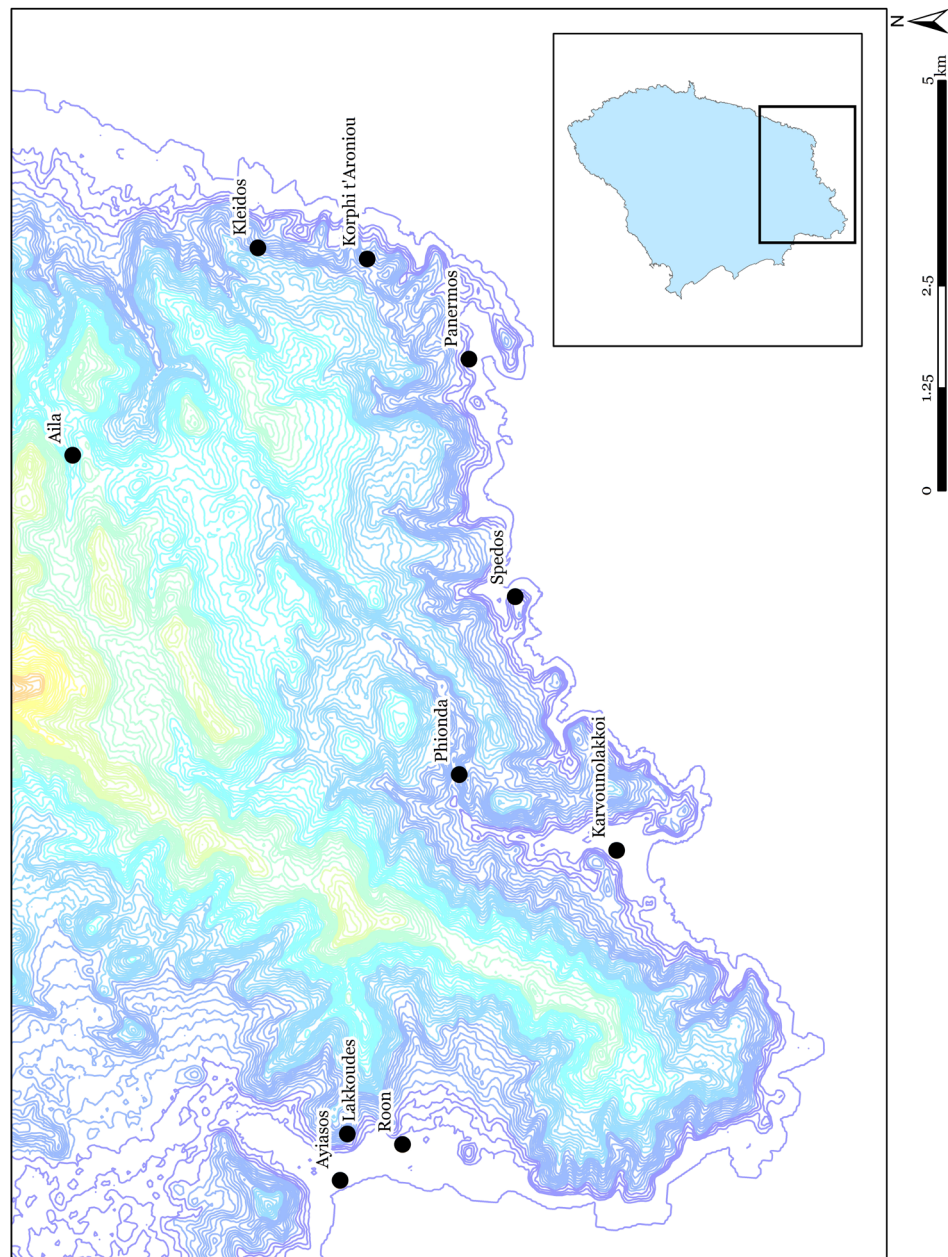 N
5
km
2.5
1.25
0
Kleidos
Korphi t'Aroniou
Panermos
Aila
Spedos
Phionda
Karvounolakkoi
Ayiasos
Lakkoudes
Roon